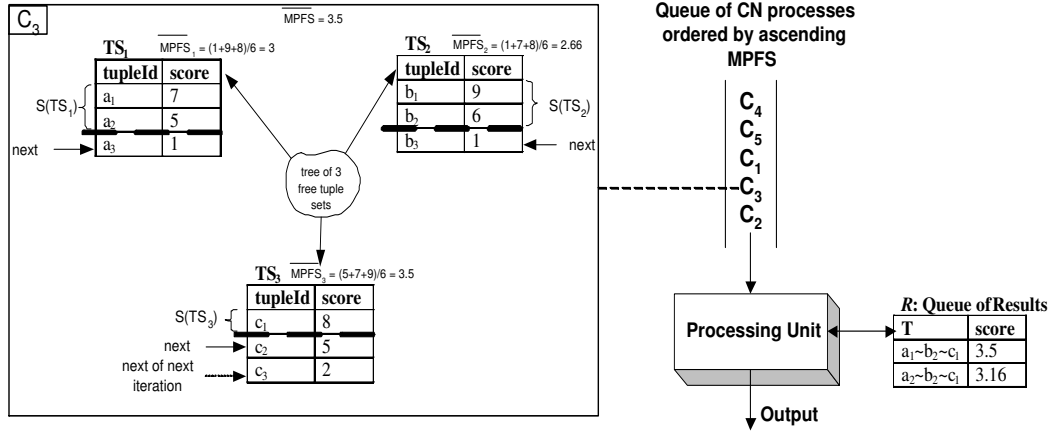 C3
MPFS = 3.5
TS1 MPFS1 = (1+9+8)/6 = 3
tupleId score
a1 7
a2 5
a3 1
S(TS1)
next
TS2 MPFS2 = (1+7+8)/6 = 2.66
tupleId score
b1 9
b2 6
b3 1
S(TS2)
next
tree of 3
free tuple
sets
TS3 MPFS3 = (5+7+9)/6 = 3.5
tupleId score
c1 8
c2 5
c3 2
S(TS3)
next
next of next
iteration
Queue of CN processes
ordered by ascending
MPFS
C4
C5
C1
C3
C2
Processing Unit
Output
R: Queue of Results
T score
a1~b2~c1 3.5
a2~b2~c1 3.16